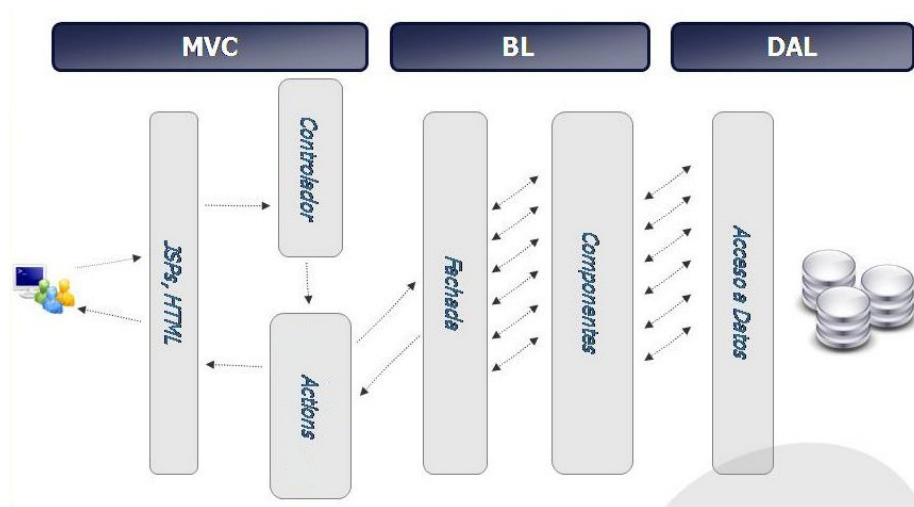 MVC
BL
DAL
Controlador
JSPs, HTML
Actions
Fachada
Componentes
Acceso a Datos